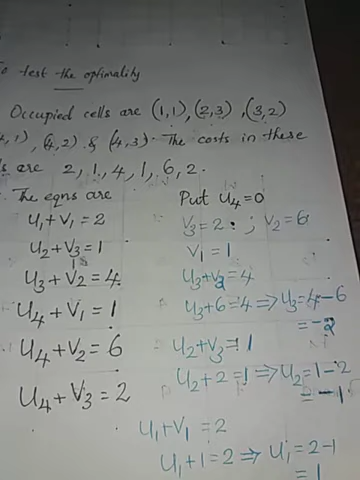 To test the optimality
Occupied cells are (1,1), (2,3), (3,2)
4,1), (4,2) & (4,3). The costs in these
are 2, 1, 4, 1, 6, 2.
The eqns are
U1+V1=2
U2+V3=1
U3+V2=4
U4+V1=1
U4+V2=6
U4+V3=2
Put U4=0
V3=2 ; V2=6
V1=1
U3+V2=4
U3+6=4 => U3=4-6
=-2
U2+V3=1
U2+2=1 => U2=1-2
=-1
U1+V1=2
U1+1=2 => U1=2-1
=1